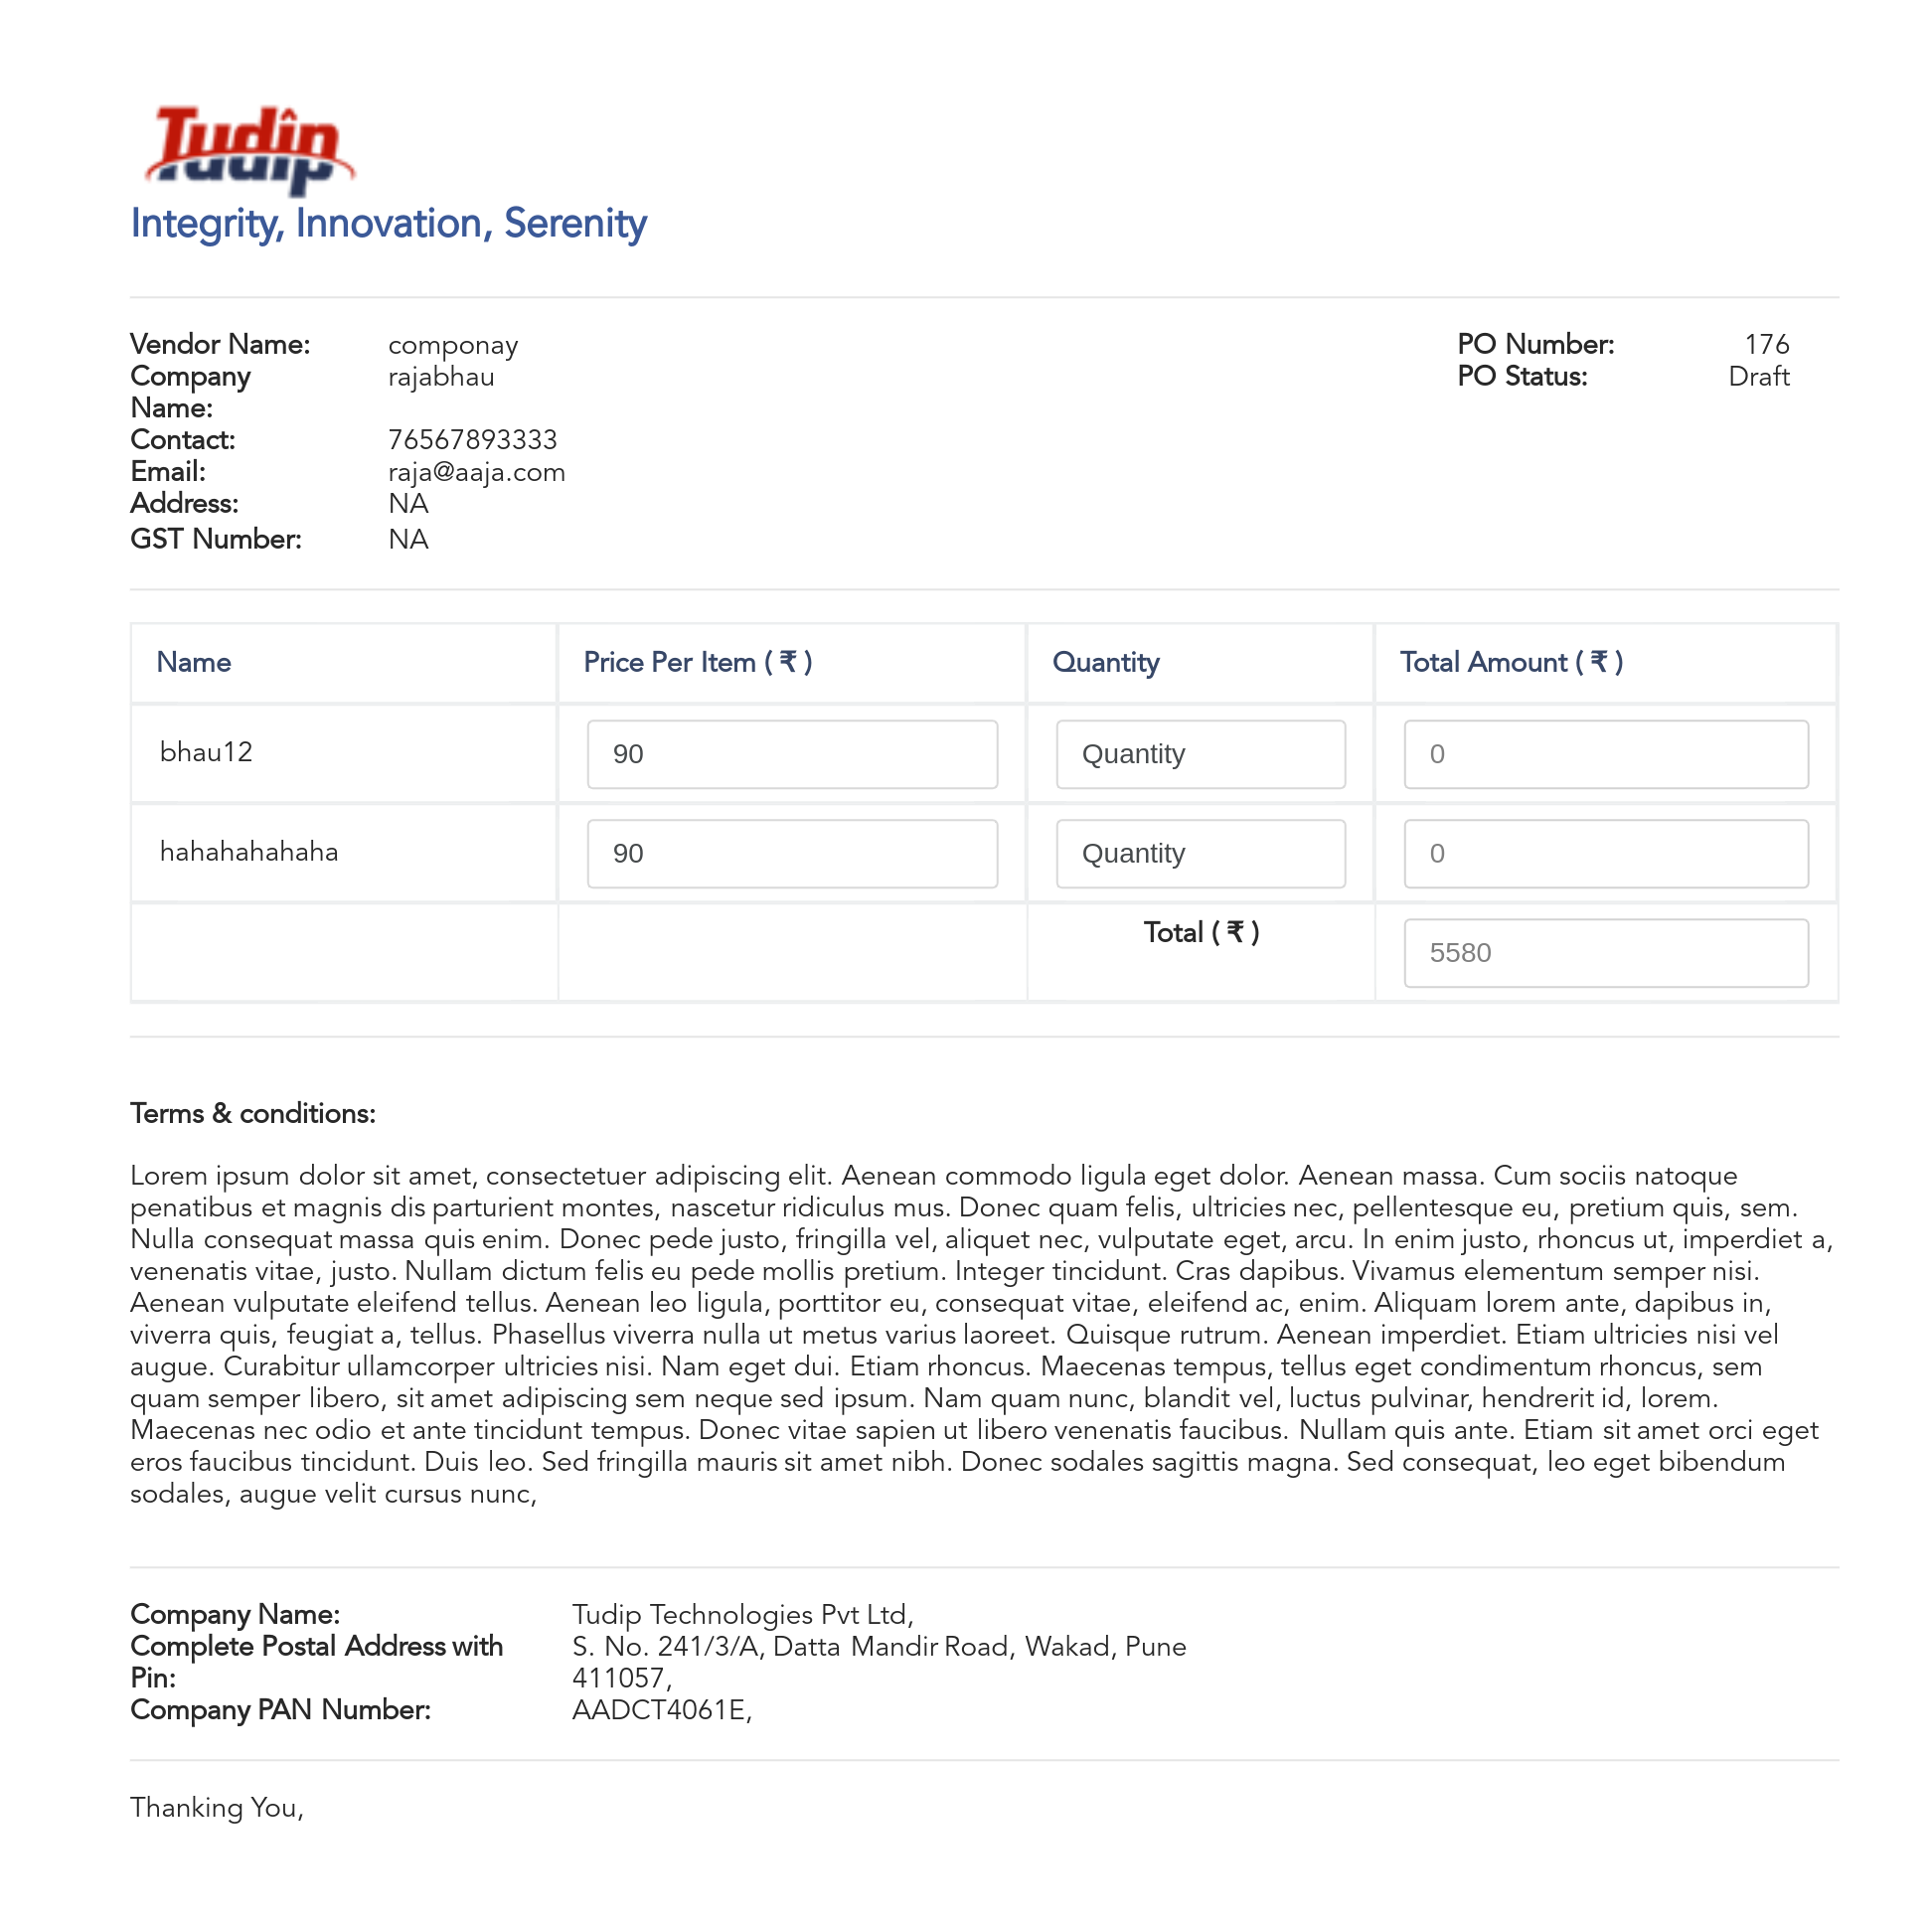 Tudîp
Integrity, Innovation, Serenity
Vendor Name: componay
Company Name: rajabhau
Contact: 76567893333
Email: raja@aaja.com
Address: NA
GST Number: NA
PO Number: 176
PO Status: Draft
Name Price Per Item ( ₹ ) Quantity Total Amount ( ₹ )
bhau12 90 Quantity 0
hahahahahaha 90 Quantity 0
Total ( ₹ ) 5580
Terms & conditions:
Lorem ipsum dolor sit amet, consectetuer adipiscing elit. Aenean commodo ligula eget dolor. Aenean massa. Cum sociis natoque
penatibus et magnis dis parturient montes, nascetur ridiculus mus. Donec quam felis, ultricies nec, pellentesque eu, pretium quis, sem.
Nulla consequat massa quis enim. Donec pede justo, fringilla vel, aliquet nec, vulputate eget, arcu. In enim justo, rhoncus ut, imperdiet a,
venenatis vitae, justo. Nullam dictum felis eu pede mollis pretium. Integer tincidunt. Cras dapibus. Vivamus elementum semper nisi.
Aenean vulputate eleifend tellus. Aenean leo ligula, porttitor eu, consequat vitae, eleifend ac, enim. Aliquam lorem ante, dapibus in,
viverra quis, feugiat a, tellus. Phasellus viverra nulla ut metus varius laoreet. Quisque rutrum. Aenean imperdiet. Etiam ultricies nisi vel
augue. Curabitur ullamcorper ultricies nisi. Nam eget dui. Etiam rhoncus. Maecenas tempus, tellus eget condimentum rhoncus, sem
quam semper libero, sit amet adipiscing sem neque sed ipsum. Nam quam nunc, blandit vel, luctus pulvinar, hendrerit id, lorem.
Maecenas nec odio et ante tincidunt tempus. Donec vitae sapien ut libero venenatis faucibus. Nullam quis ante. Etiam sit amet orci eget
eros faucibus tincidunt. Duis leo. Sed fringilla mauris sit amet nibh. Donec sodales sagittis magna. Sed consequat, leo eget bibendum
sodales, augue velit cursus nunc,
Company Name: Tudip Technologies Pvt Ltd,
Complete Postal Address with Pin: S. No. 241/3/A, Datta Mandir Road, Wakad, Pune
411057,
Company PAN Number: AADCT4061E,
Thanking You,